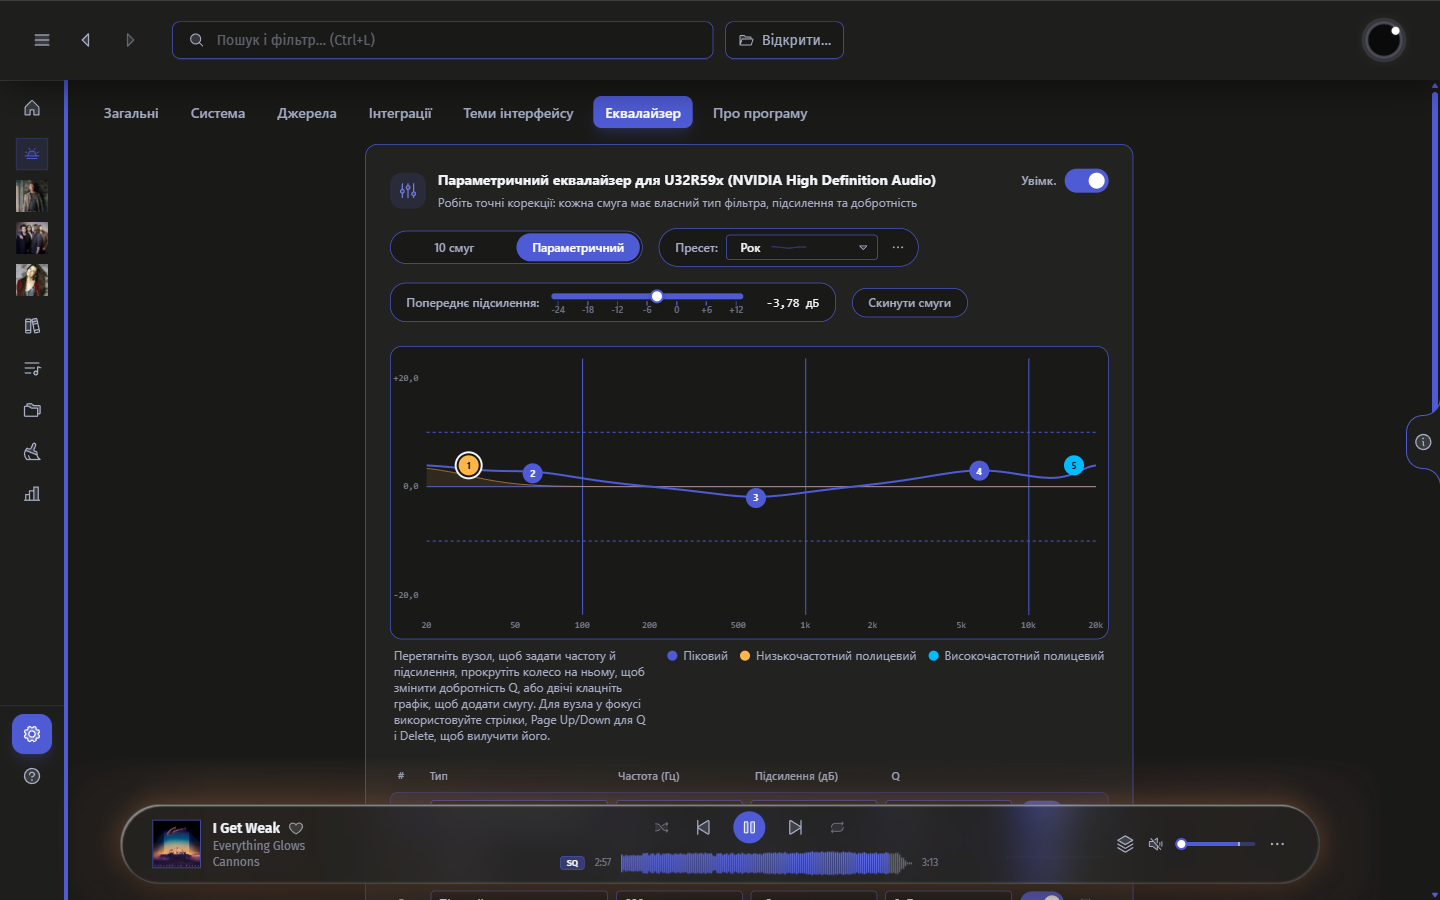 Пошук і фільтр... (Ctrl+L)
Відкрити...
Загальні
Система
Джерела
Інтеграції
Теми інтерфейсу
Еквалайзер
Про програму
Параметричний еквалайзер для U32R59x (NVIDIA High Definition Audio)
Робіть точні корекції: кожна смуга має власний тип фільтра, підсилення та добротність
Увімк.
10 смуг
Параметричний
Пресет:
Рок
Попереднє підсилення:
-24 -18 -12 -6 0 +6 +12
-3,78 дБ
Скинути смуги
+20,0
0,0
-20,0
1
2
3
4
5
20 50 100 200 500 1k 2k 5k 10k 20k
Перетягніть вузол, щоб задати частоту й
підсилення, прокрутіть колесо на ньому, щоб
змінити добротність Q, або двічі клацніть
графік, щоб додати смугу. Для вузла у фокусі
використовуйте стрілки, Page Up/Down для Q
і Delete, щоб вилучити його.
Піковий
Низькочастотний полицевий
Високочастотний полицевий
# Тип Частота (Гц) Підсилення (дБ) Q
I Get Weak
Everything Glows
Cannons
SQ
2:57
3:13